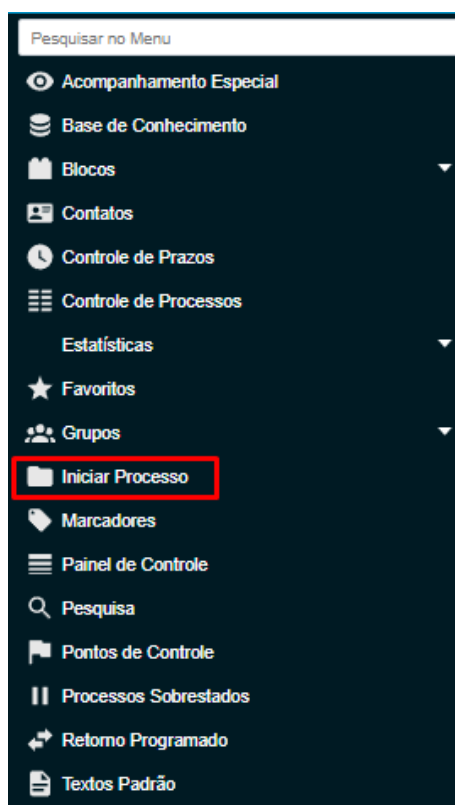 Pesquisar no Menu
Acompanhamento Especial
Base de Conhecimento
Blocos
Contatos
Controle de Prazos
Controle de Processos
Estatísticas
Favoritos
Grupos
Iniciar Processo
Marcadores
Painel de Controle
Pesquisa
Pontos de Controle
Processos Sobrestados
Retorno Programado
Textos Padrão